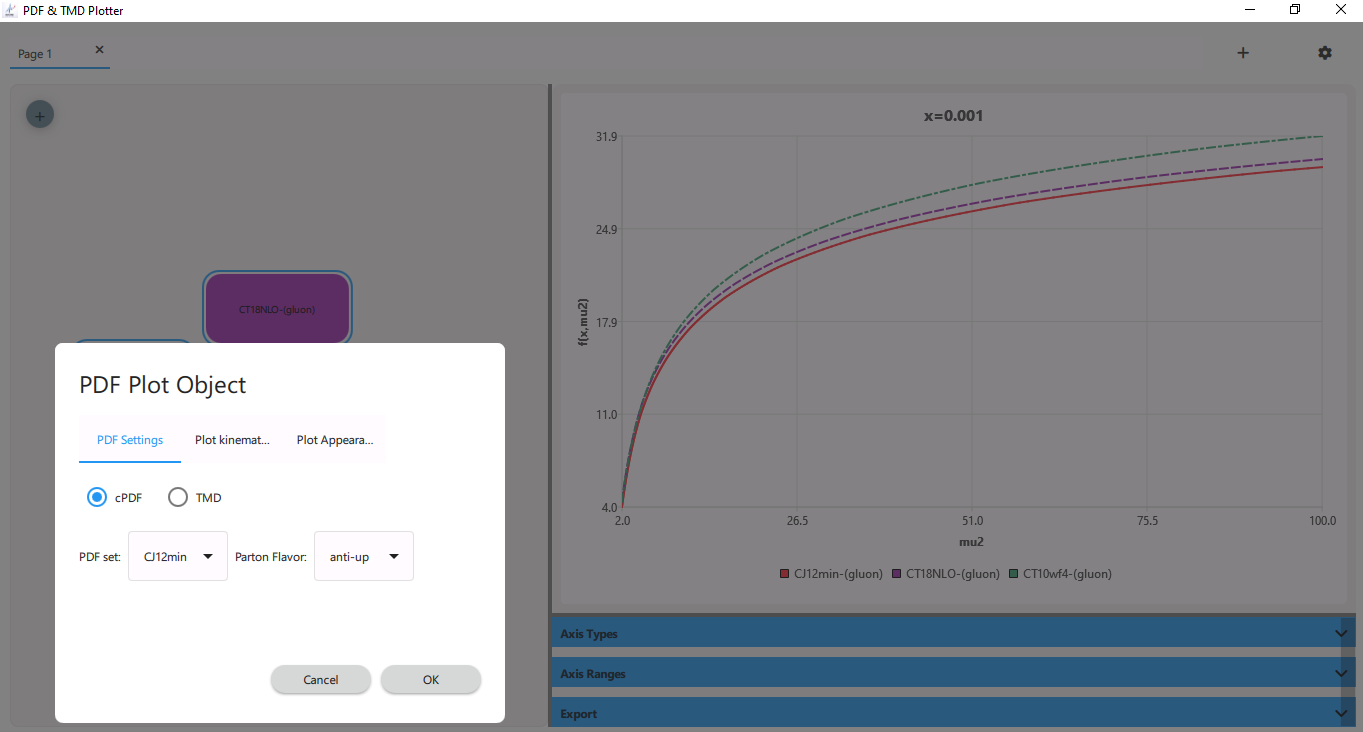 PDF & TMD Plotter
Page 1
x=0.001
31.9
24.9
17.9
11.0
4.0
f(x,mu2)
2.0 26.5 51.0 75.5 100.0
mu2
CJ12min-(gluon) CT18NLO-(gluon) CT10wf4-(gluon)
CT18NLO-(gluon)
PDF Plot Object
PDF Settings Plot kinemat... Plot Appeara...
cPDF TMD
PDF set: CJ12min Parton Flavor: anti-up
Cancel OK
Axis Types
Axis Ranges
Export